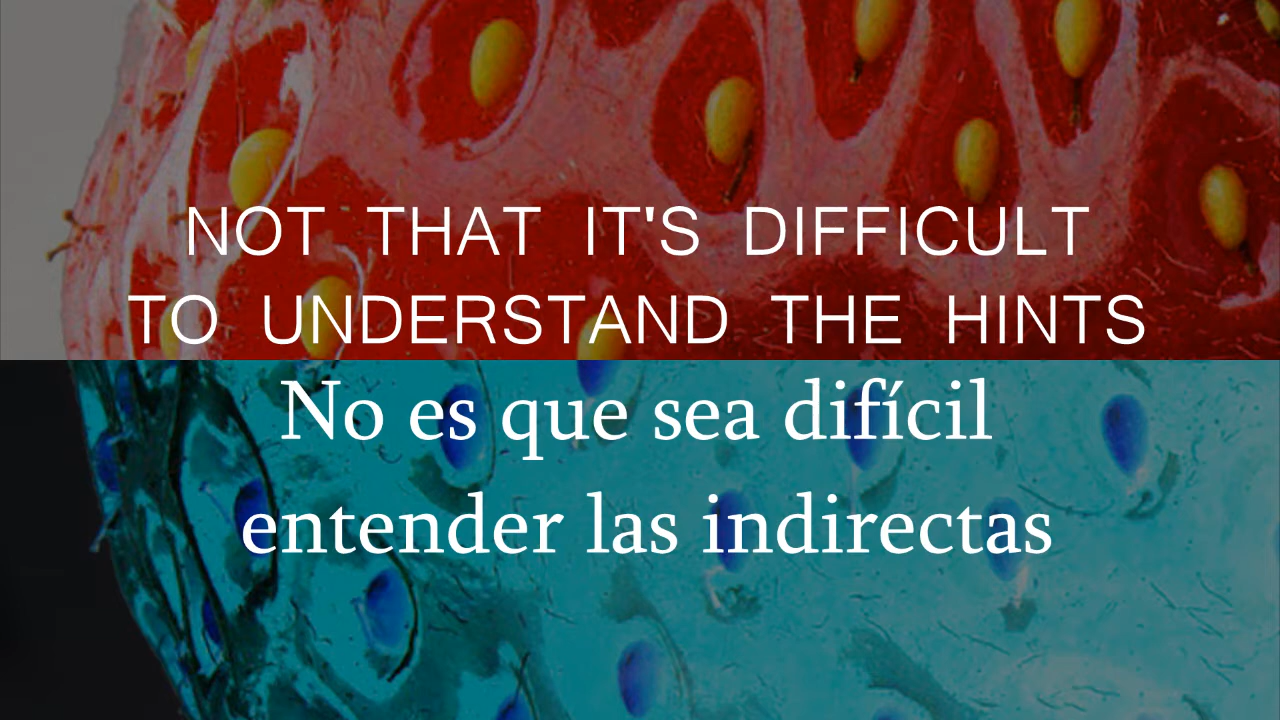 NOT THAT IT'S DIFFICULT
TO UNDERSTAND THE HINTS
No es que sea difícil
entender las indirectas